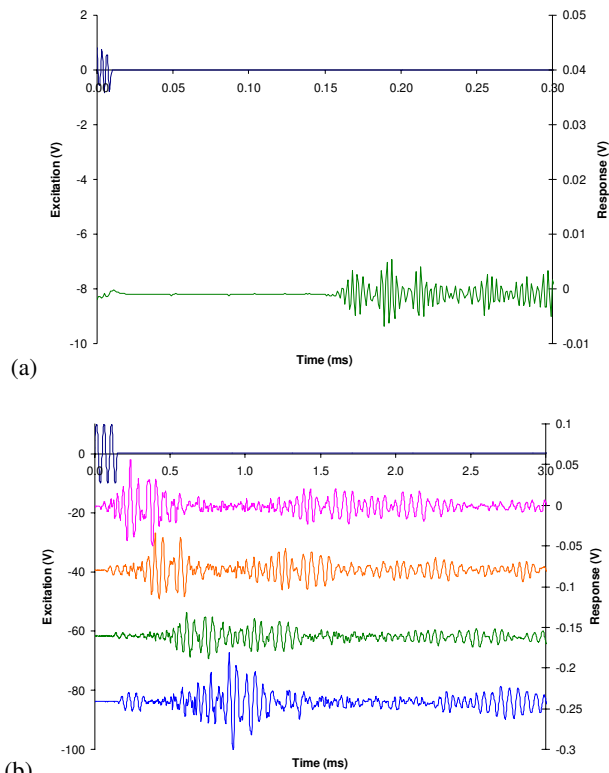 2 0.05
0 0.04
0.00 0.05 0.10 0.15 0.20 0.25 0.30
-2 0.03
-4 0.02
-6 0.01
-8 0
-10 -0.01
Excitation (V)
Response (V)
Time (ms)
(a)
0.1
0 0.05
0.0 0.5 1.0 1.5 2.0 2.5 3.0
-20 0
-0.05
-40 -0.1
-60 -0.15
-0.2
-80 -0.25
-100 -0.3
Excitation (V)
Response (V)
Time (ms)
(b)